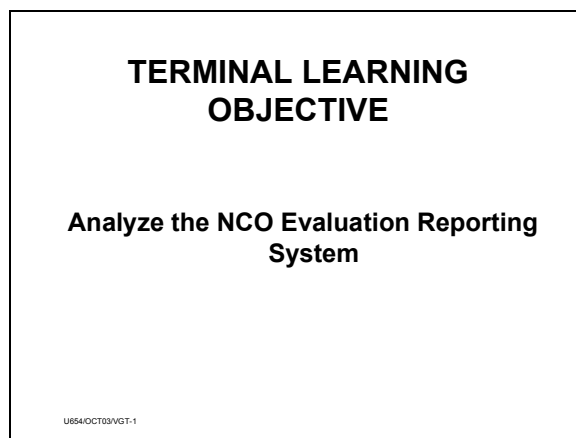 TERMINAL LEARNING
OBJECTIVE
Analyze the NCO Evaluation Reporting
System
U654/OCT03/VGT-1